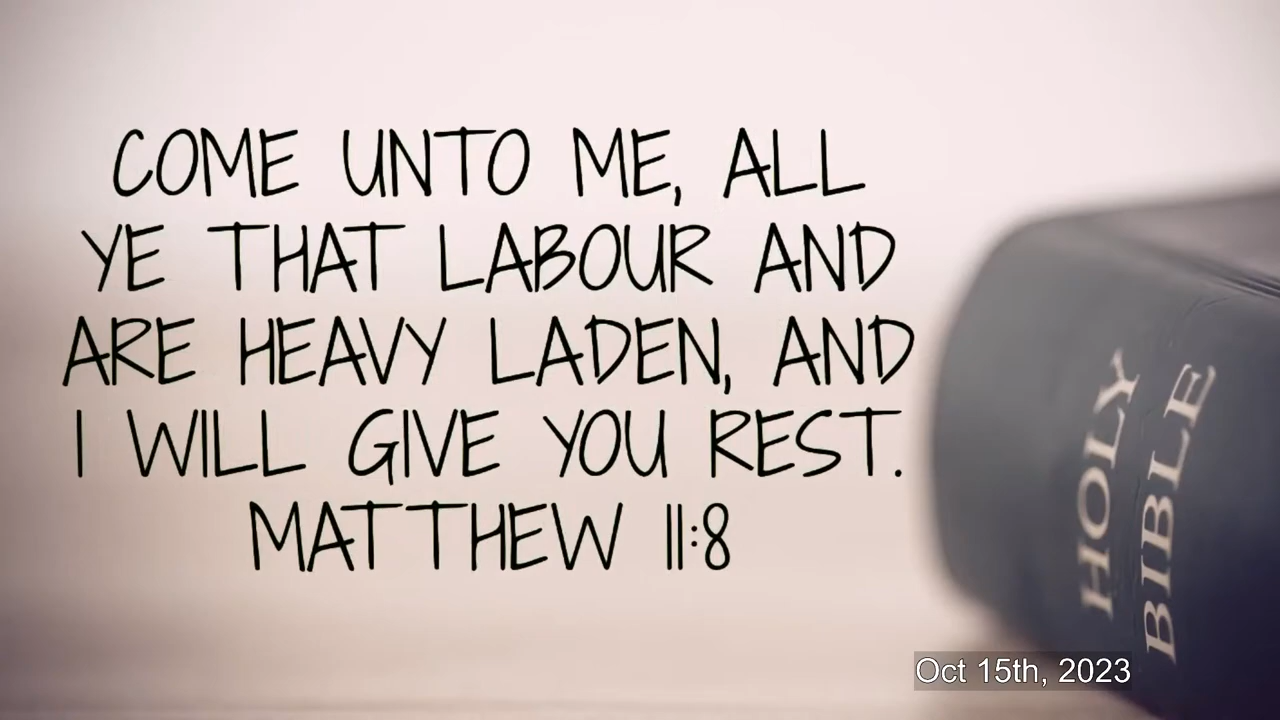 COME UNTO ME, ALL
YE THAT LABOUR AND
ARE HEAVY LADEN, AND
I WILL GIVE YOU REST.
MATTHEW 11:8
HOLY
BIBLE
Oct 15th, 2023